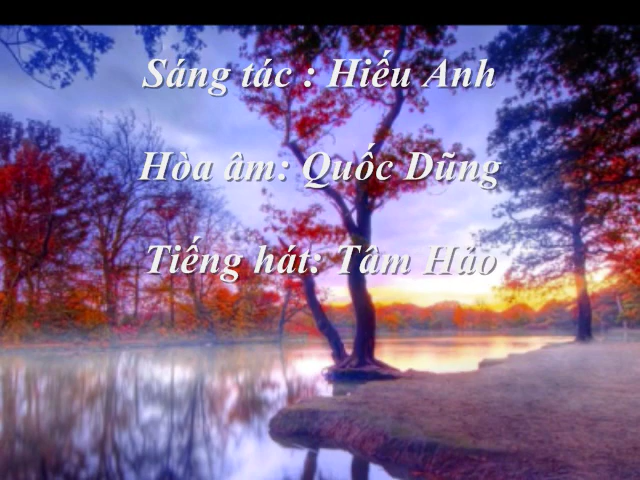 Sáng tác : Hiếu Anh
Hòa âm: Quốc Dũng
Tiếng hát: Tâm Hảo